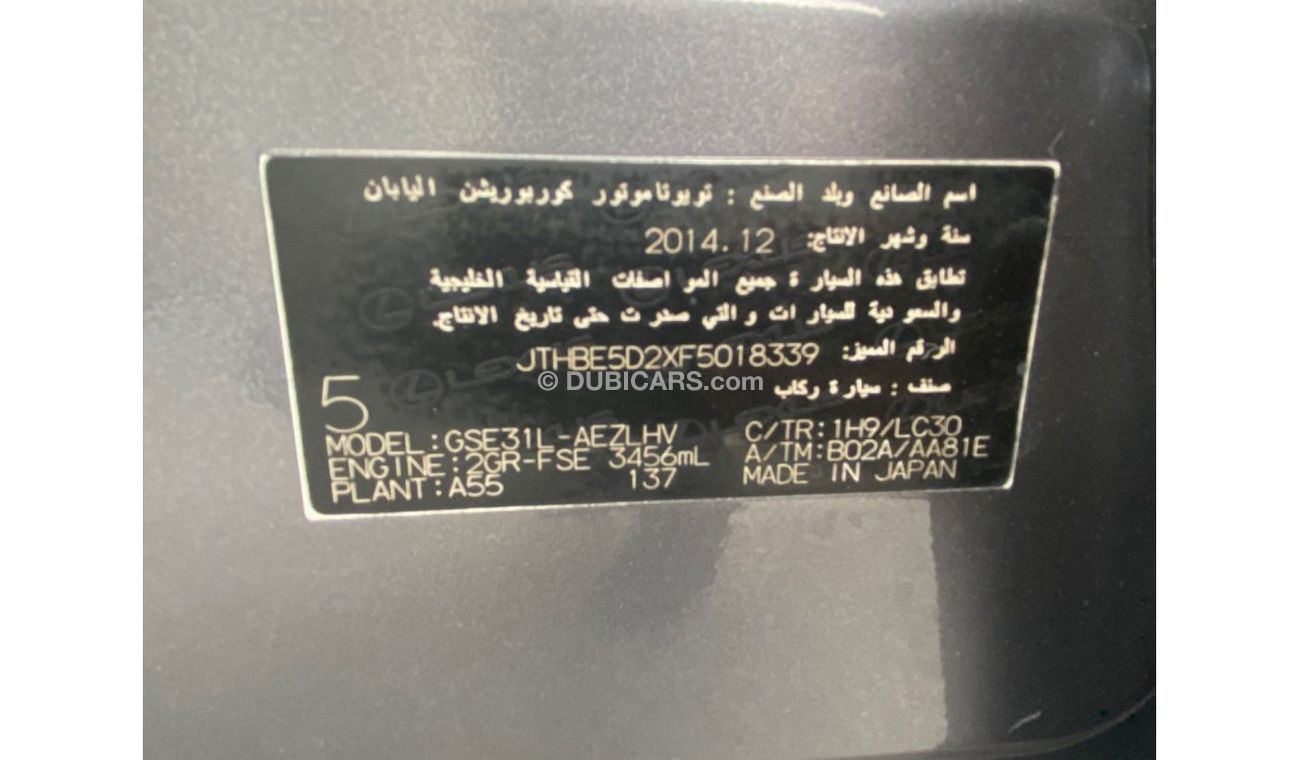 اسم الصانع وبلد الصنع : تويوتاموتور كوربوريشن اليابان
سنة وشهر الانتاج: 2014.12
تطابق هذه السيارة جميع المواصفات القياسية الخليجية
والسعودية للسيارات والتي صدرت حتى تاريخ الانتاج.
الرقم المميز: JTHBE5D2XF5018339
© DUBICARS.com
صنف : سيارة ركاب
5
MODEL:GSE31L-AEZLHV C/TR:1H9/LC30
ENGINE:2GR-FSE 3456mL A/TM:B02A/AA81E
PLANT:A55 137 MADE IN JAPAN